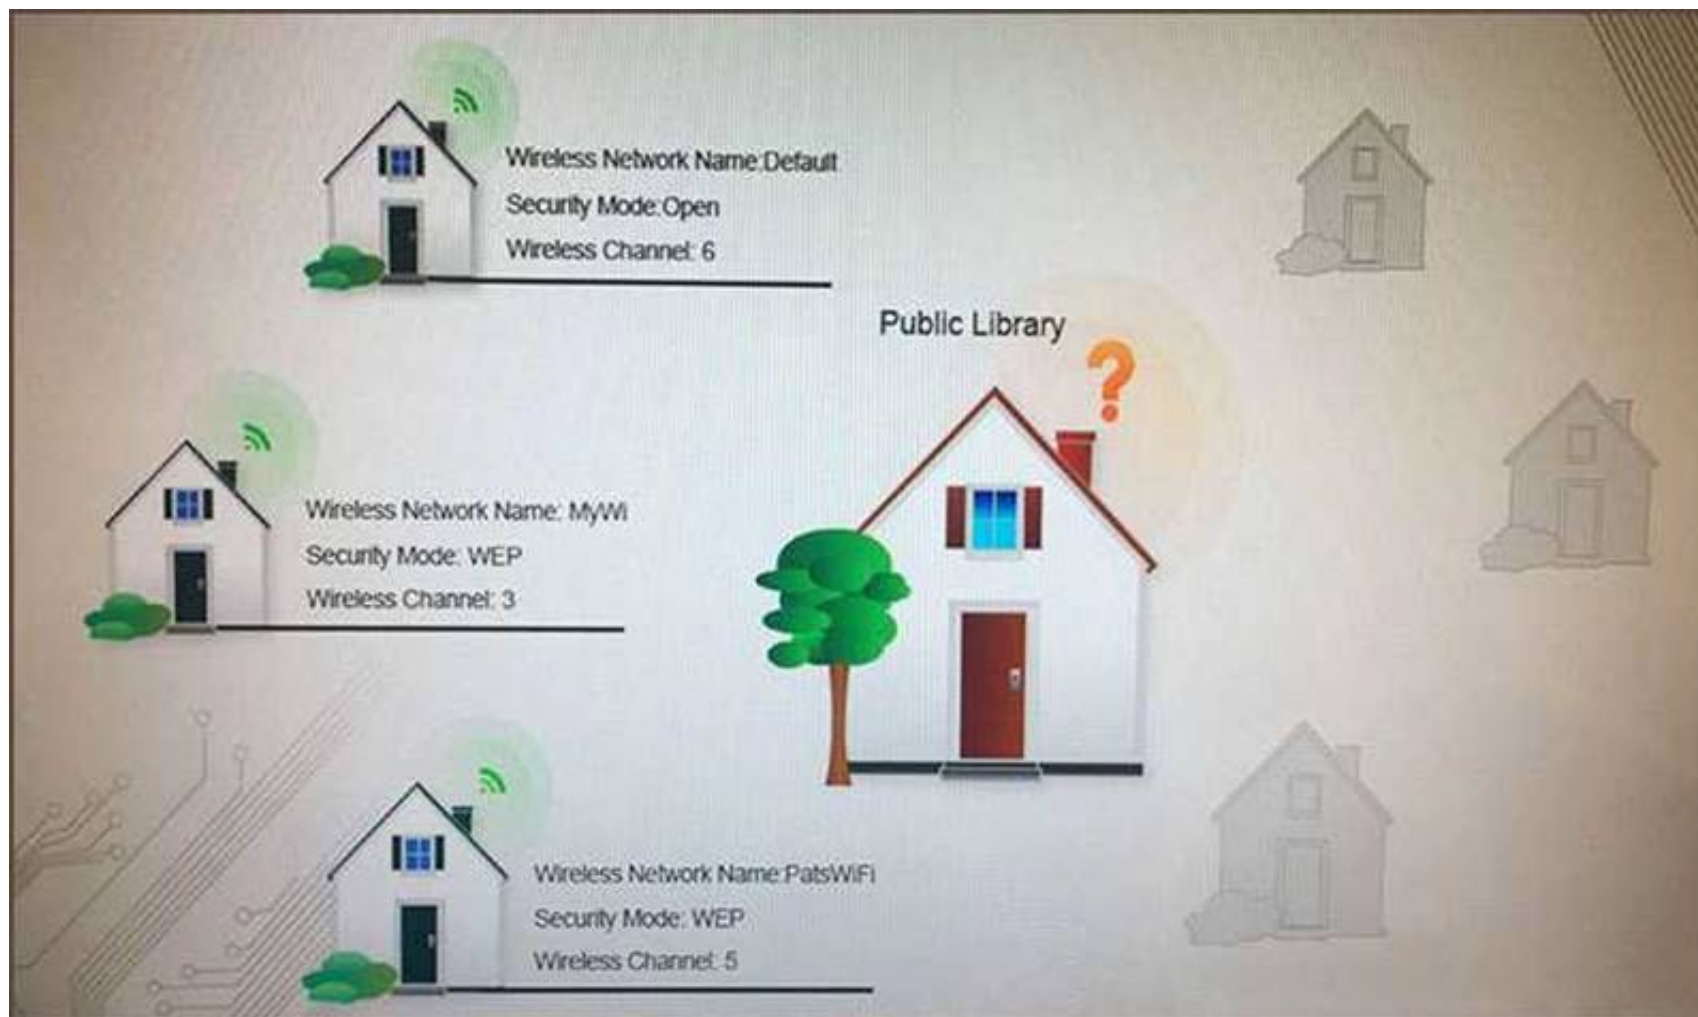 Wireless Network Name:Default
Security Mode:Open
Wireless Channel: 6
Public Library
?
Wireless Network Name: MyWi
Security Mode: WEP
Wireless Channel: 3
Wireless Network Name:PatsWiFi
Security Mode: WEP
Wireless Channel: 5